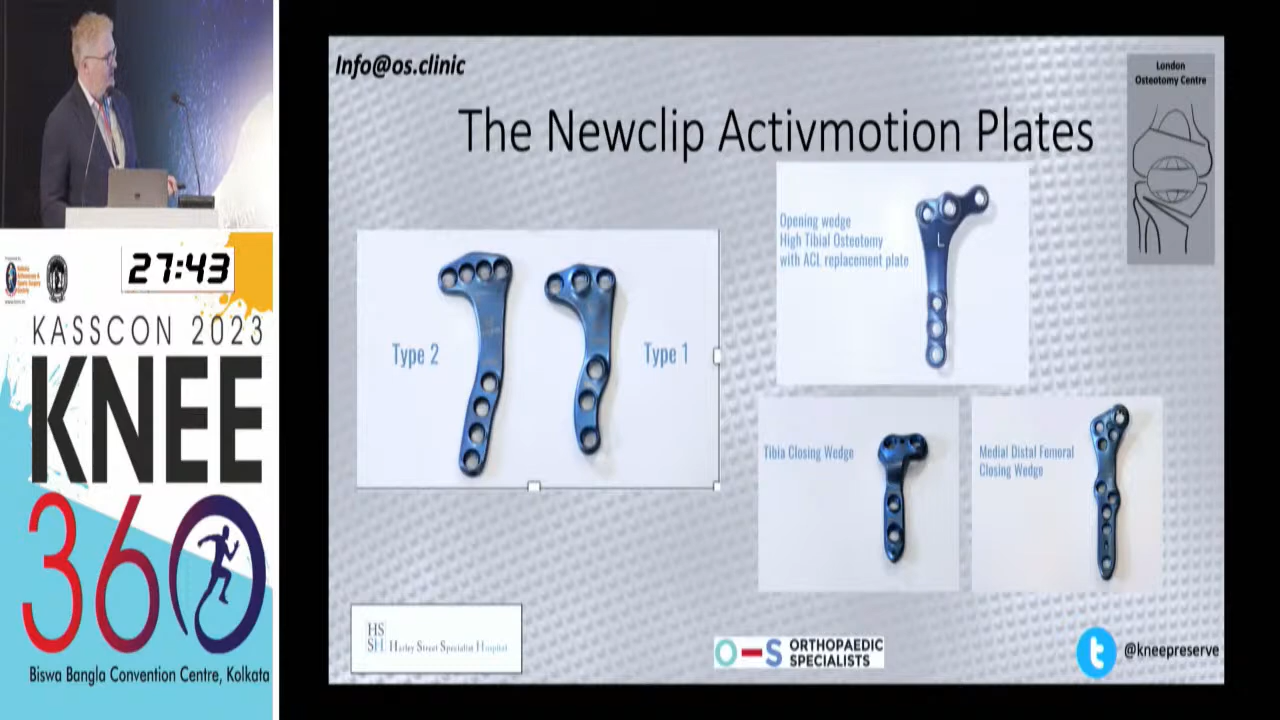 Info@os.clinic
London
Osteotomy Centre
The Newclip Activmotion Plates
Opening wedge
High Tibial Osteotomy
with ACL replacement plate
L
Type 2
Type 1
Tibia Closing Wedge
Medial Distal Femoral
Closing Wedge
HS
SH Harley Street Specialist Hospital
O-S ORTHOPAEDIC
SPECIALISTS
@kneepreserve
27:43
KASSCON 2023
KNEE
360
Biswa Bangla Convention Centre, Kolkata